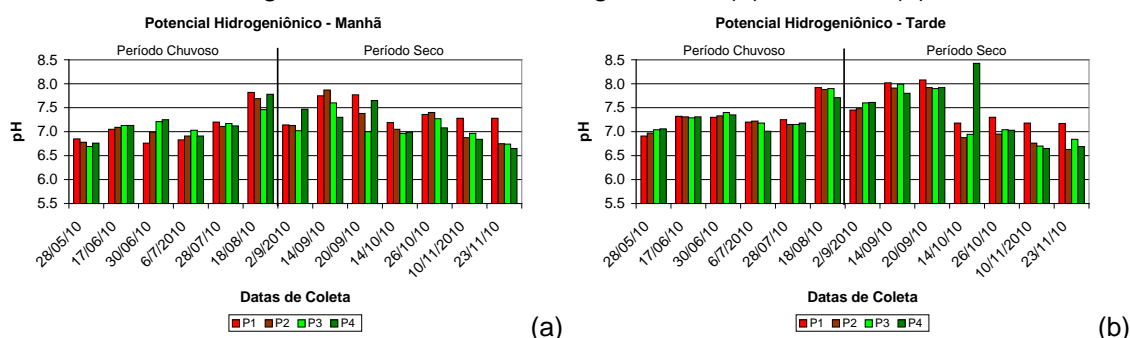 Potencial Hidrogeniônico - Manhã
Período Chuvoso Período Seco
8.5
8.0
7.5
7.0
6.5
6.0
5.5
pH
28/05/10 17/06/10 30/06/10 6/7/2010 28/07/10 18/08/10 2/9/2010 14/09/10 20/09/10 14/10/10 26/10/10 10/11/2010 23/11/10
Datas de Coleta
P1 P2 P3 P4
(a)
Potencial Hidrogeniônico - Tarde
Período Chuvoso Período Seco
8.5
8.0
7.5
7.0
6.5
6.0
5.5
pH
28/05/10 17/06/10 30/06/10 6/7/2010 28/07/10 18/08/10 2/9/2010 14/09/10 20/09/10 14/10/10 26/10/10 10/11/2010 23/11/10
Datas de Coleta
P1 P2 P3 P4
(b)